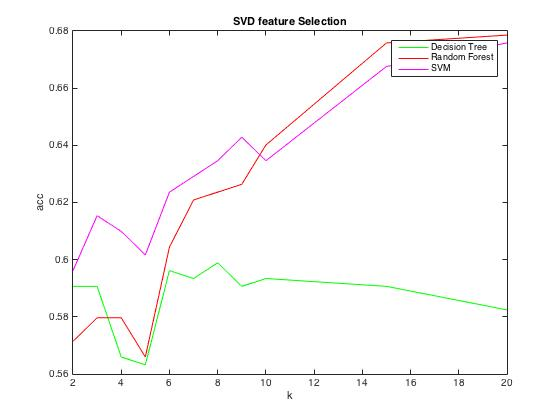 SVD feature Selection
0.68
0.66
0.64
0.62
0.6
0.58
0.56
acc
Decision Tree
Random Forest
SVM
2 4 6 8 10 12 14 16 18 20
k